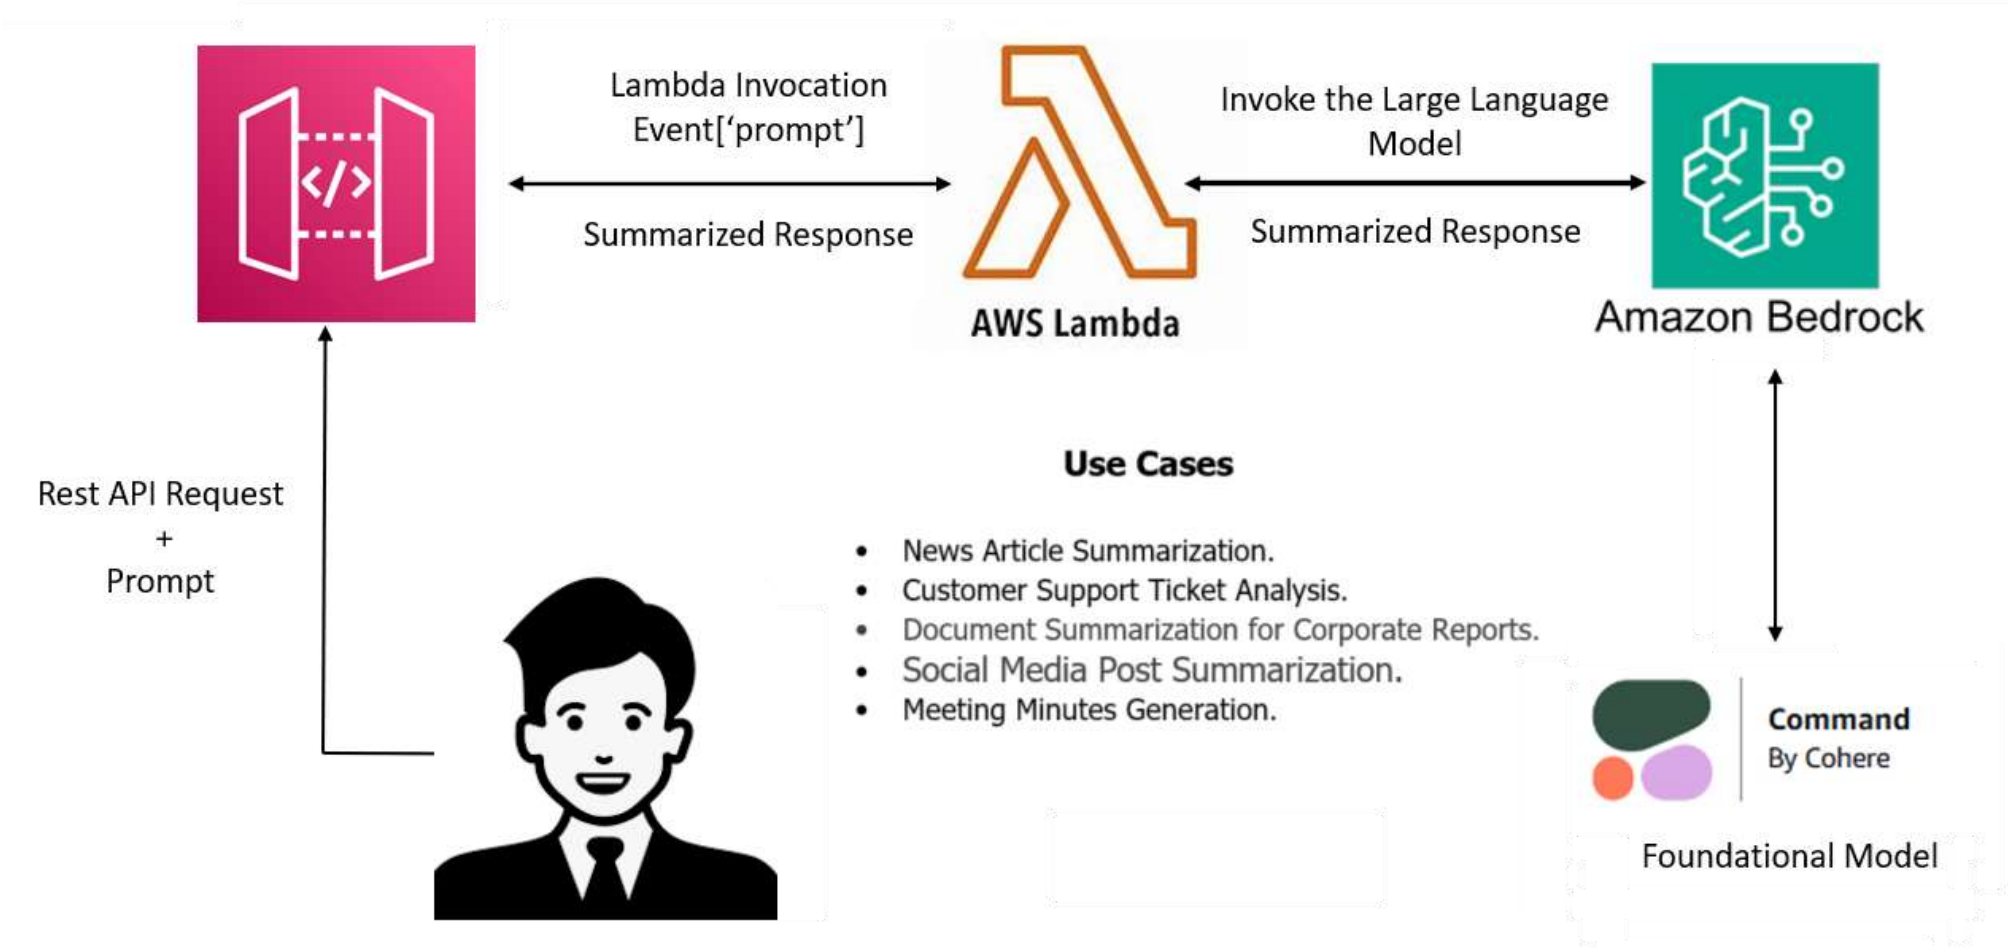 Lambda Invocation
Event[‘prompt’]
Summarized Response
AWS Lambda
Invoke the Large Language
Model
Summarized Response
Amazon Bedrock
Rest API Request
+
Prompt
Use Cases
• News Article Summarization.
• Customer Support Ticket Analysis.
• Document Summarization for Corporate Reports.
• Social Media Post Summarization.
• Meeting Minutes Generation.
Command
By Cohere
Foundational Model